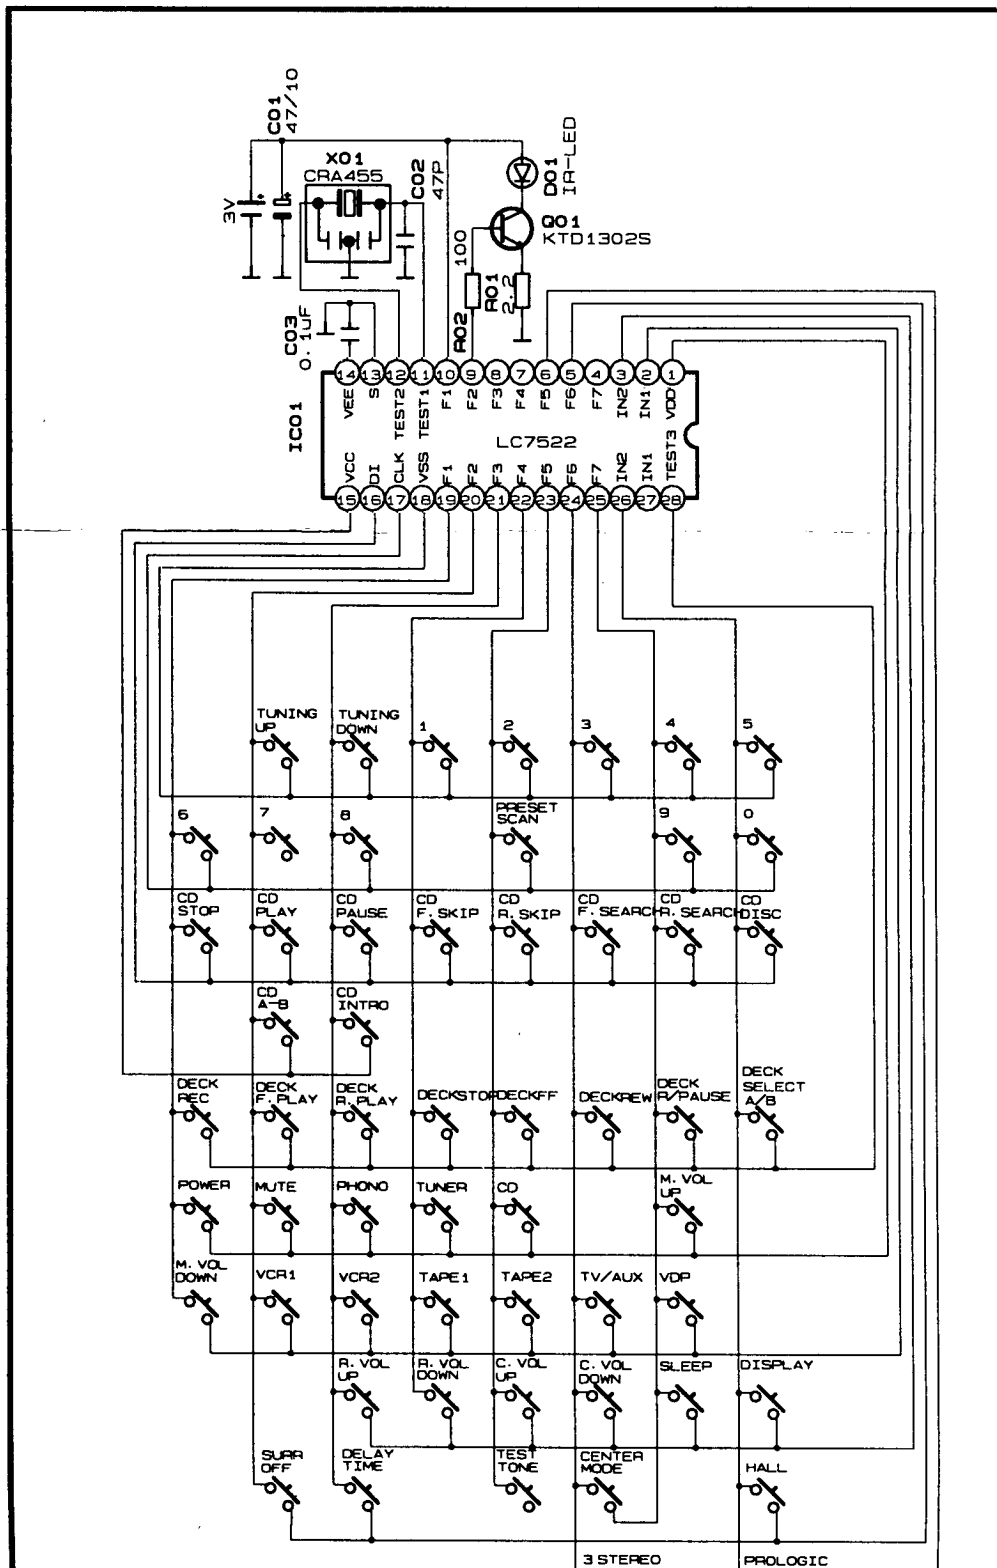 C01
47/10
X01
CRA455
C02
47P
3V
D01
IR-LED
Q01
KTD1302S
100
R02
R01
2.2
C03
0.1uF
IC01
14 13 12 11 10 9 8 7 6 5 4 3 2 1
VEE S TEST2 TEST1 F1 F2 F3 F4 F5 F6 F7 IN2 IN1 VDD
LC7522
VCC DI CLK VSS F1 F2 F3 F4 F5 F6 F7 IN2 IN1 TEST3
15 16 17 18 19 20 21 22 23 24 25 26 27 28
TUNING UP
TUNING DOWN
1
2
3
4
5
6
7
8
PRESET SCAN
9
0
CD STOP
CD PLAY
CD PAUSE
CD F. SKIP
CD R. SKIP
CD F. SEARCH
CD R. SEARCH
CD DISC
CD A-B
CD INTRO
DECK REC
DECK F. PLAY
DECK R. PLAY
DECKSTOP
DECKFF
DECKREW
DECK R/PAUSE
DECK SELECT A/B
POWER
MUTE
PHONO
TUNER
CD
M. VOL UP
M. VOL DOWN
VCR1
VCR2
TAPE1
TAPE2
TV/AUX
VDP
R. VOL UP
R. VOL DOWN
C. VOL UP
C. VOL DOWN
SLEEP
DISPLAY
SURR OFF
DELAY TIME
TEST TONE
CENTER MODE
HALL
3 STEREO
PROLOGIC